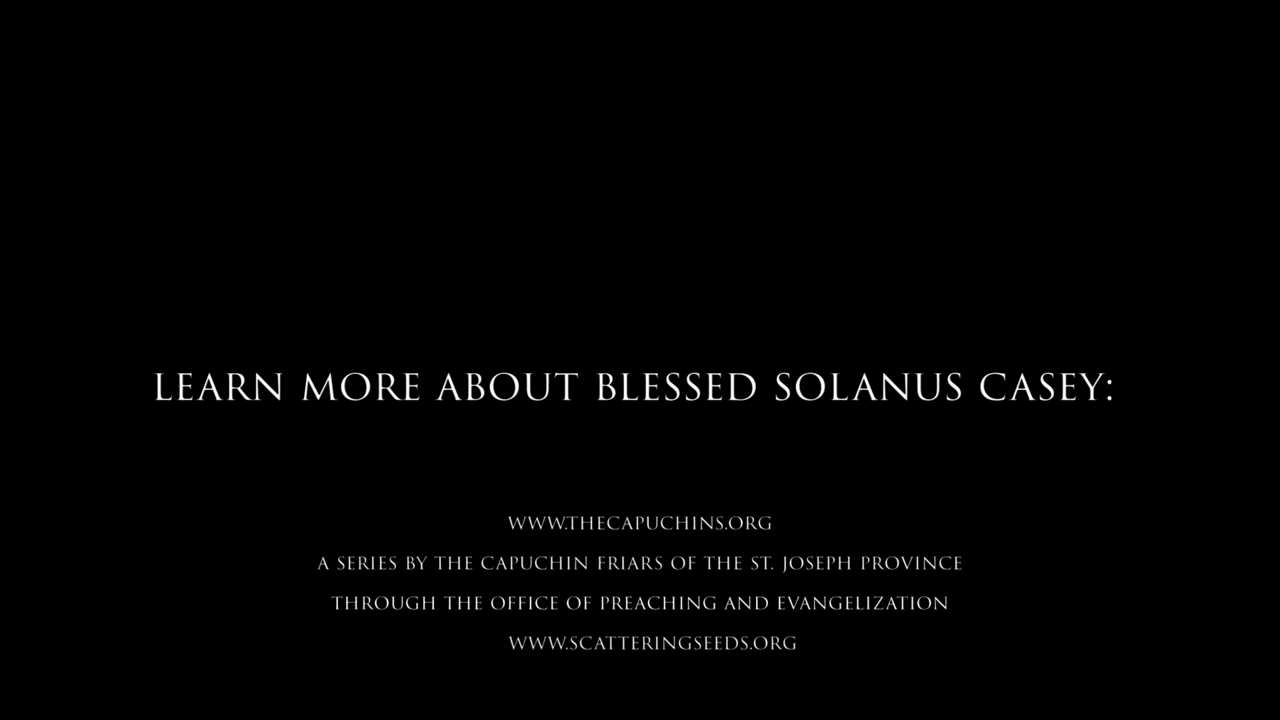 LEARN MORE ABOUT BLESSED SOLANUS CASEY:
WWW.THECAPUCHINS.ORG
A SERIES BY THE CAPUCHIN FRIARS OF THE ST. JOSEPH PROVINCE
THROUGH THE OFFICE OF PREACHING AND EVANGELIZATION
WWW.SCATTERINGSEEDS.ORG